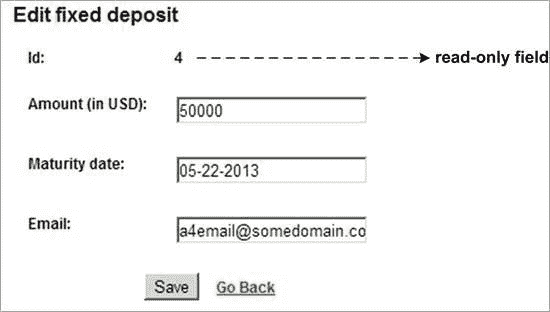 Edit fixed deposit
Id: 4 read-only field
Amount (in USD): 50000
Maturity date: 05-22-2013
Email: a4email@somedomain.co
Save Go Back